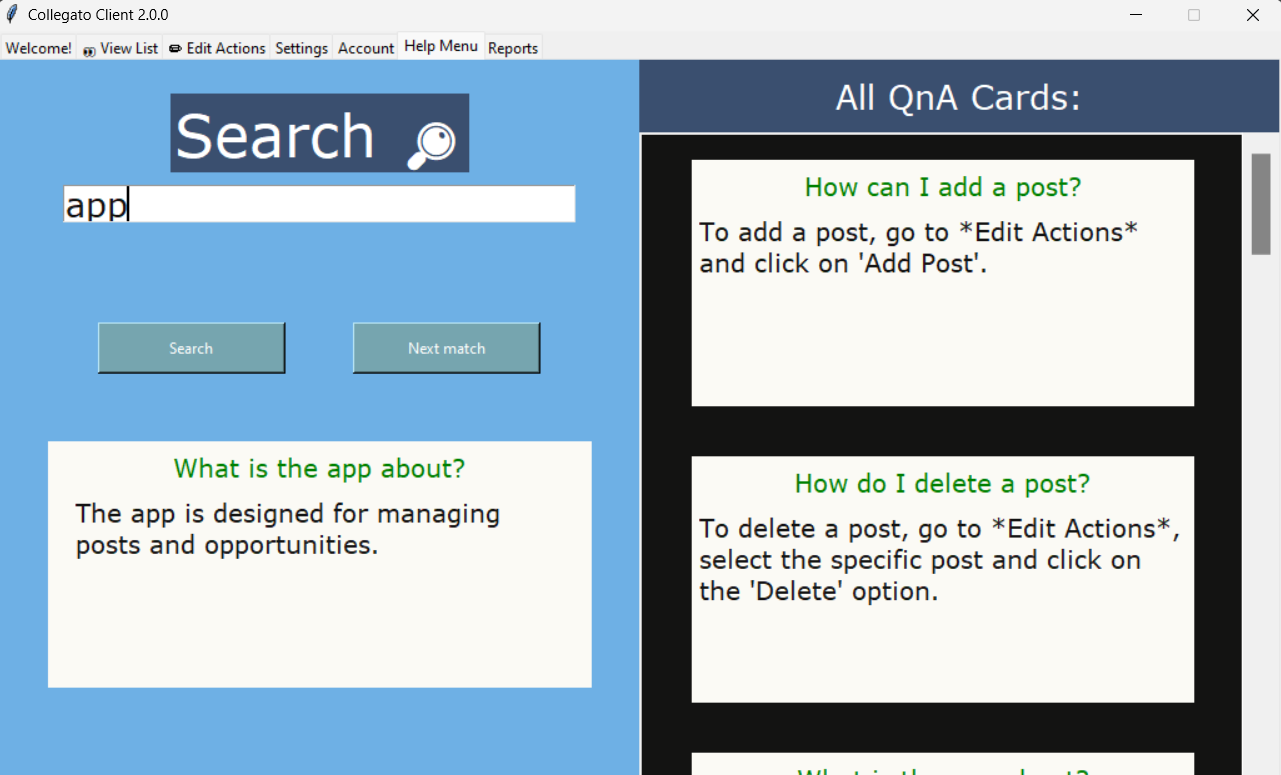 Collegato Client 2.0.0
Welcome! View List Edit Actions Settings Account Help Menu Reports
Search
app
Search Next match
What is the app about?
The app is designed for managing
posts and opportunities.
All QnA Cards:
How can I add a post?
To add a post, go to *Edit Actions*
and click on 'Add Post'.
How do I delete a post?
To delete a post, go to *Edit Actions*,
select the specific post and click on
the 'Delete' option.